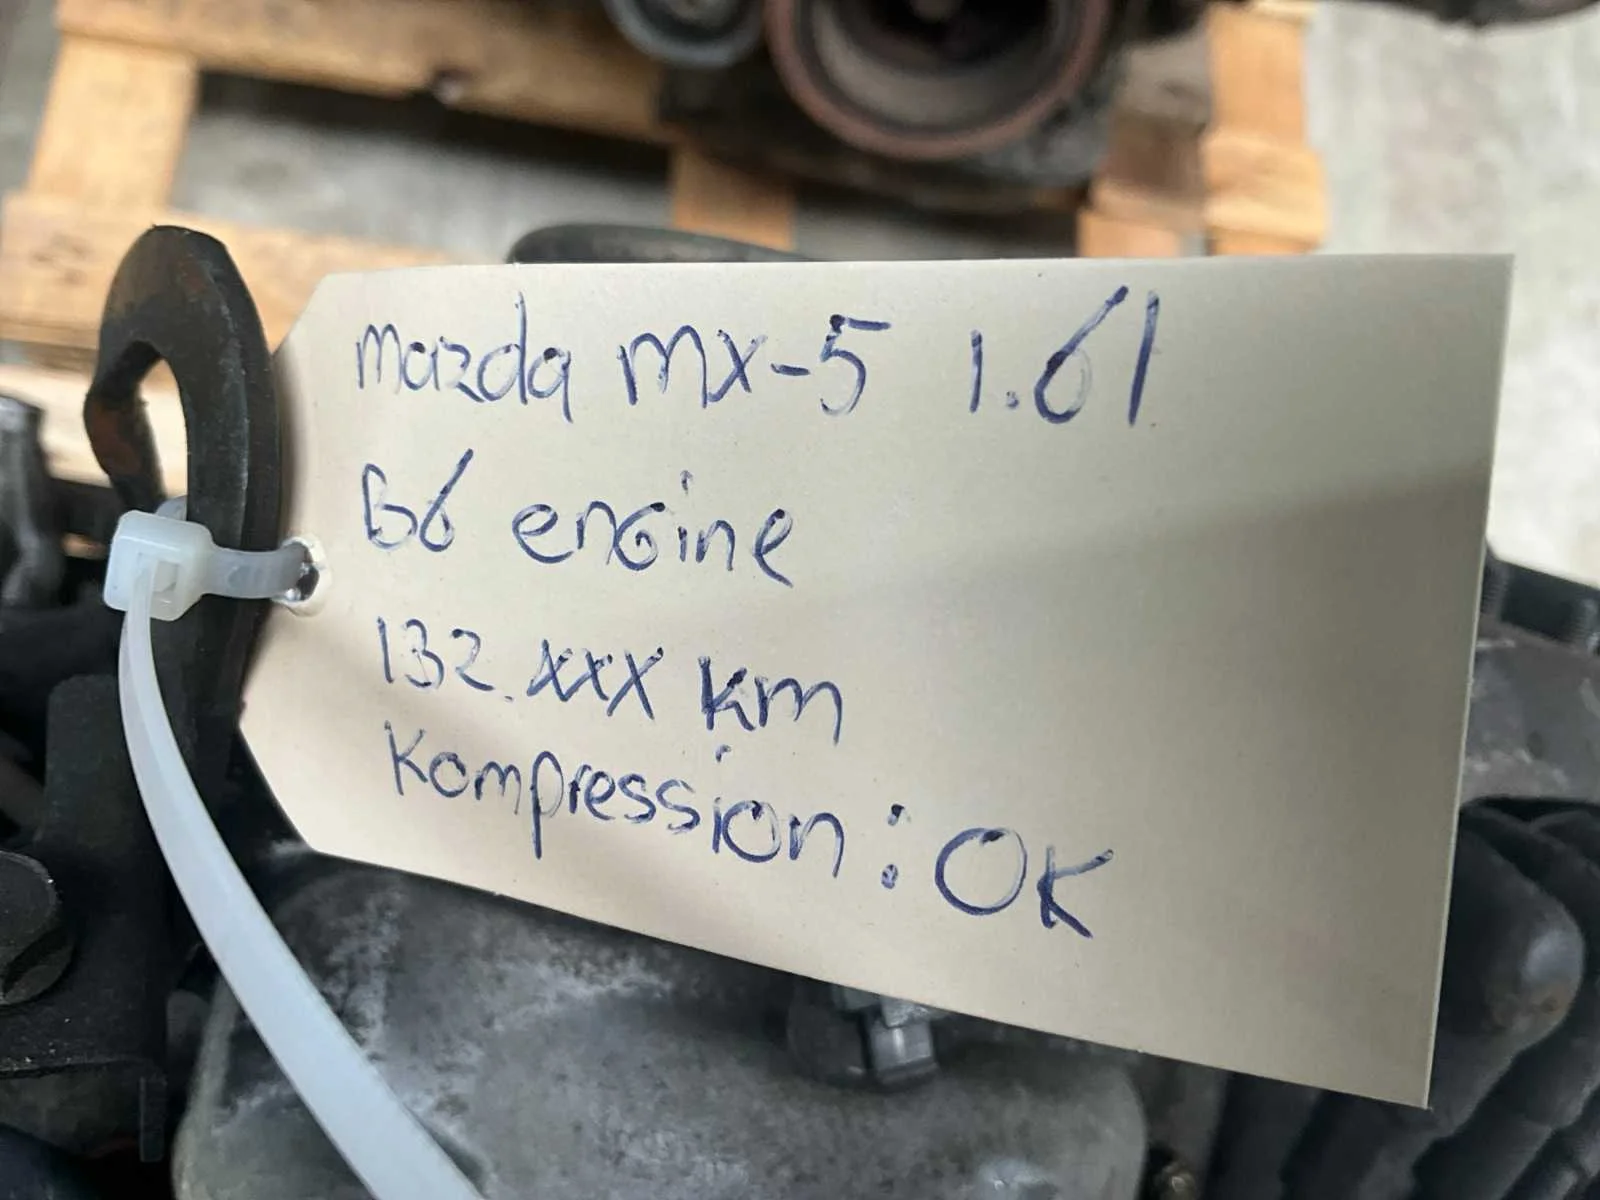 Mazda MX-5 1.6l
B6 engine
132.xxx km
Kompression: OK